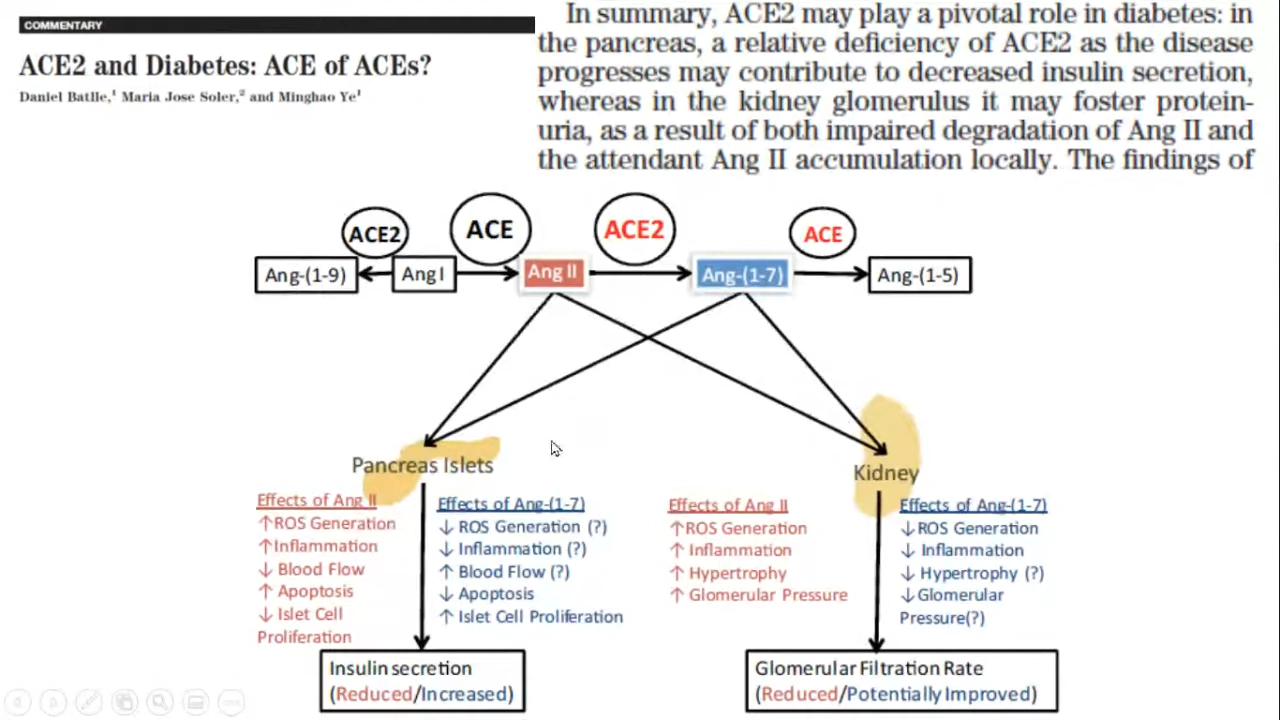 COMMENTARY
ACE2 and Diabetes: ACE of ACEs?
Daniel Batlle,1 Maria Jose Soler,2 and Minghao Ye1
In summary, ACE2 may play a pivotal role in diabetes: in
the pancreas, a relative deficiency of ACE2 as the disease
progresses may contribute to decreased insulin secretion,
whereas in the kidney glomerulus it may foster protein-
uria, as a result of both impaired degradation of Ang II and
the attendant Ang II accumulation locally. The findings of
ACE2
ACE
ACE2
ACE
Ang-(1-9)
Ang I
Ang II
Ang-(1-7)
Ang-(1-5)
Pancreas Islets
Kidney
Effects of Ang II
↑ROS Generation
↑Inflammation
↓ Blood Flow
↑ Apoptosis
↓ Islet Cell
Proliferation
Effects of Ang-(1-7)
↓ ROS Generation (?)
↓ Inflammation (?)
↑ Blood Flow (?)
↓ Apoptosis
↑ Islet Cell Proliferation
Effects of Ang II
↑ROS Generation
↑ Inflammation
↑ Hypertrophy
↑ Glomerular Pressure
Effects of Ang-(1-7)
↓ROS Generation
↓ Inflammation
↓ Hypertrophy (?)
↓Glomerular
Pressure(?)
Insulin secretion
(Reduced/Increased)
Glomerular Filtration Rate
(Reduced/Potentially Improved)